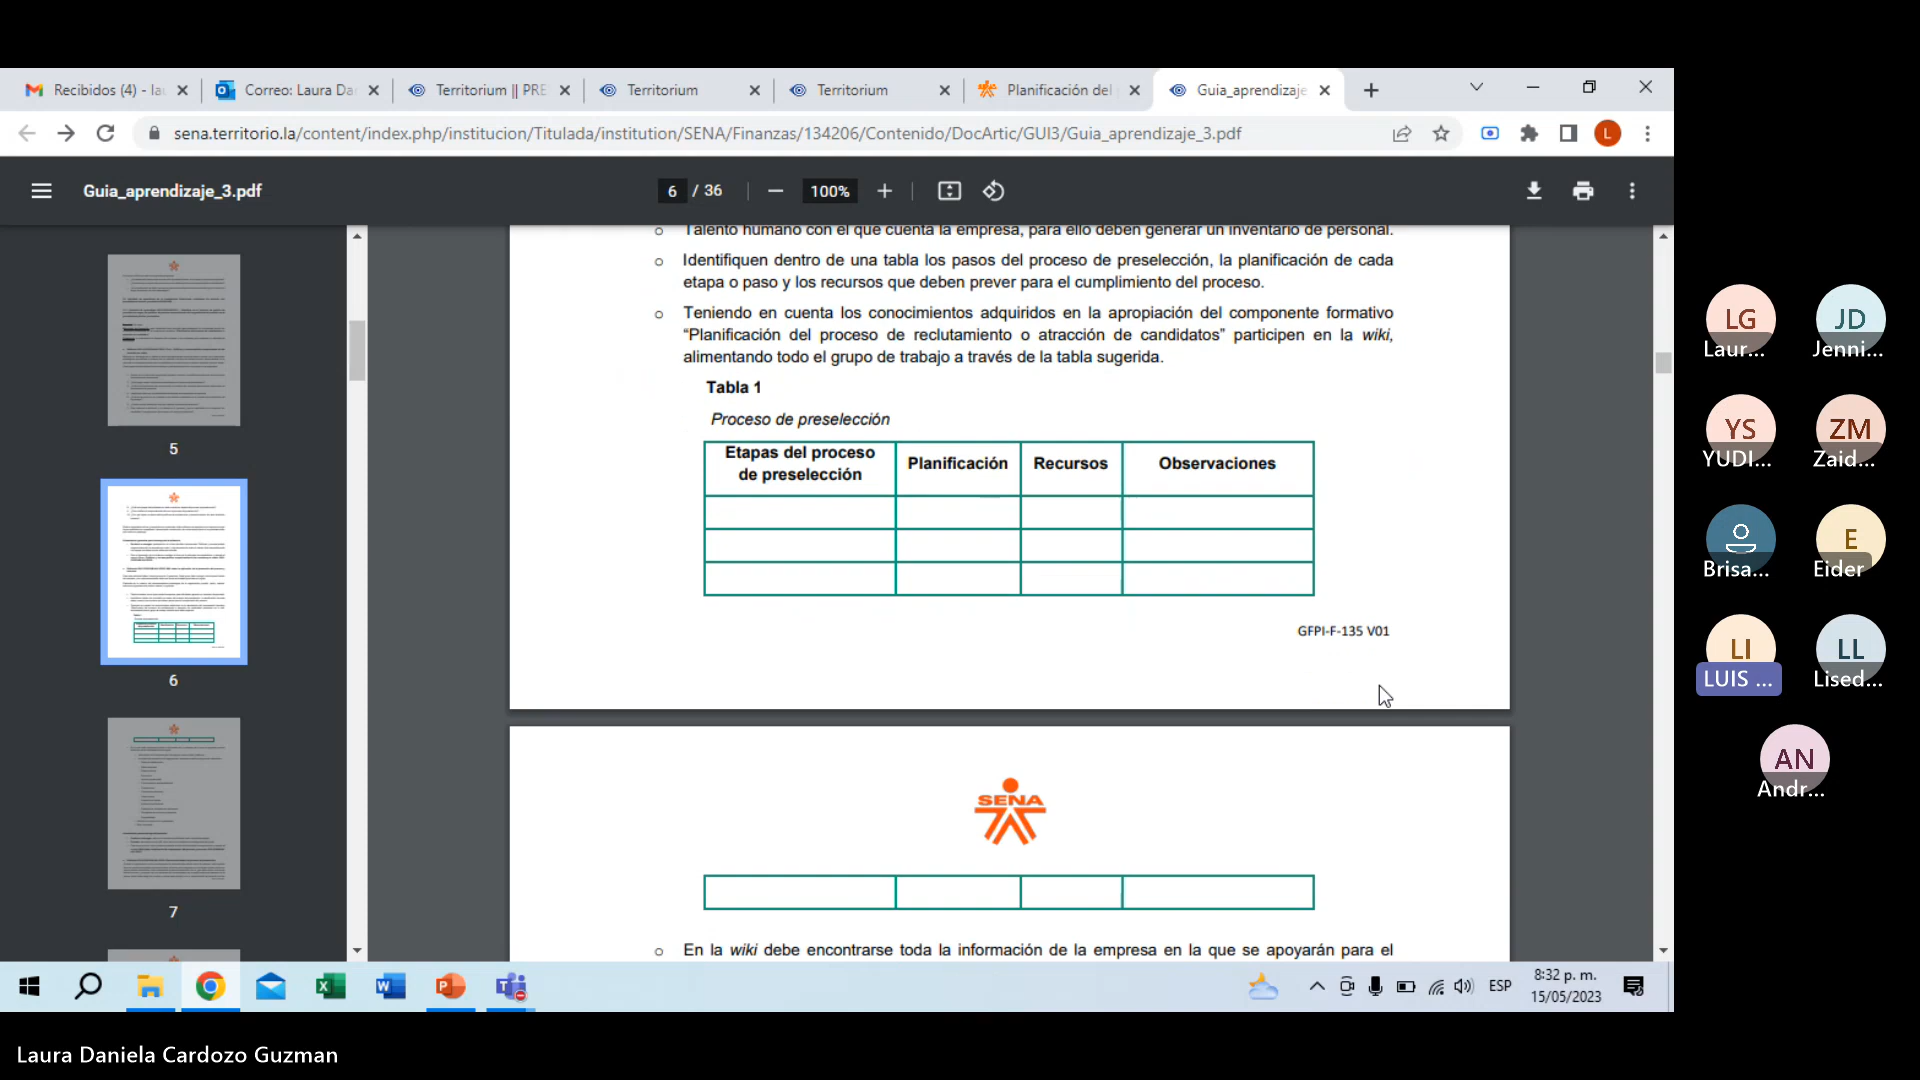 Recibidos (4) - la
Correo: Laura Da
Territorium || PRE
Territorium
Territorium
Planificación del
Guia_aprendizaje
sena.territorio.la/content/index.php/institucion/Titulada/institution/SENA/Finanzas/134206/Contenido/DocArtic/GUI3/Guia_aprendizaje_3.pdf
L
Guia_aprendizaje_3.pdf
6 / 36
100%
5
6
7
o Talento humano con el que cuenta la empresa, para ello deben generar un inventario de personal.
o Identifiquen dentro de una tabla los pasos del proceso de preselección, la planificación de cada
etapa o paso y los recursos que deben prever para el cumplimiento del proceso.
o Teniendo en cuenta los conocimientos adquiridos en la apropiación del componente formativo
“Planificación del proceso de reclutamiento o atracción de candidatos” participen en la wiki,
alimentando todo el grupo de trabajo a través de la tabla sugerida.
Tabla 1
Proceso de preselección
Etapas del proceso
de preselección
Planificación
Recursos
Observaciones
GFPI-F-135 V01
SENA
o En la wiki debe encontrarse toda la información de la empresa en la que se apoyarán para el
LG
Laur...
JD
Jenni...
YS
YUDI...
ZM
Zaid...
Brisa...
E
Eider
LI
LUIS ...
LL
Lised...
AN
Andr...
ESP
8:32 p. m.
15/05/2023
Laura Daniela Cardozo Guzman